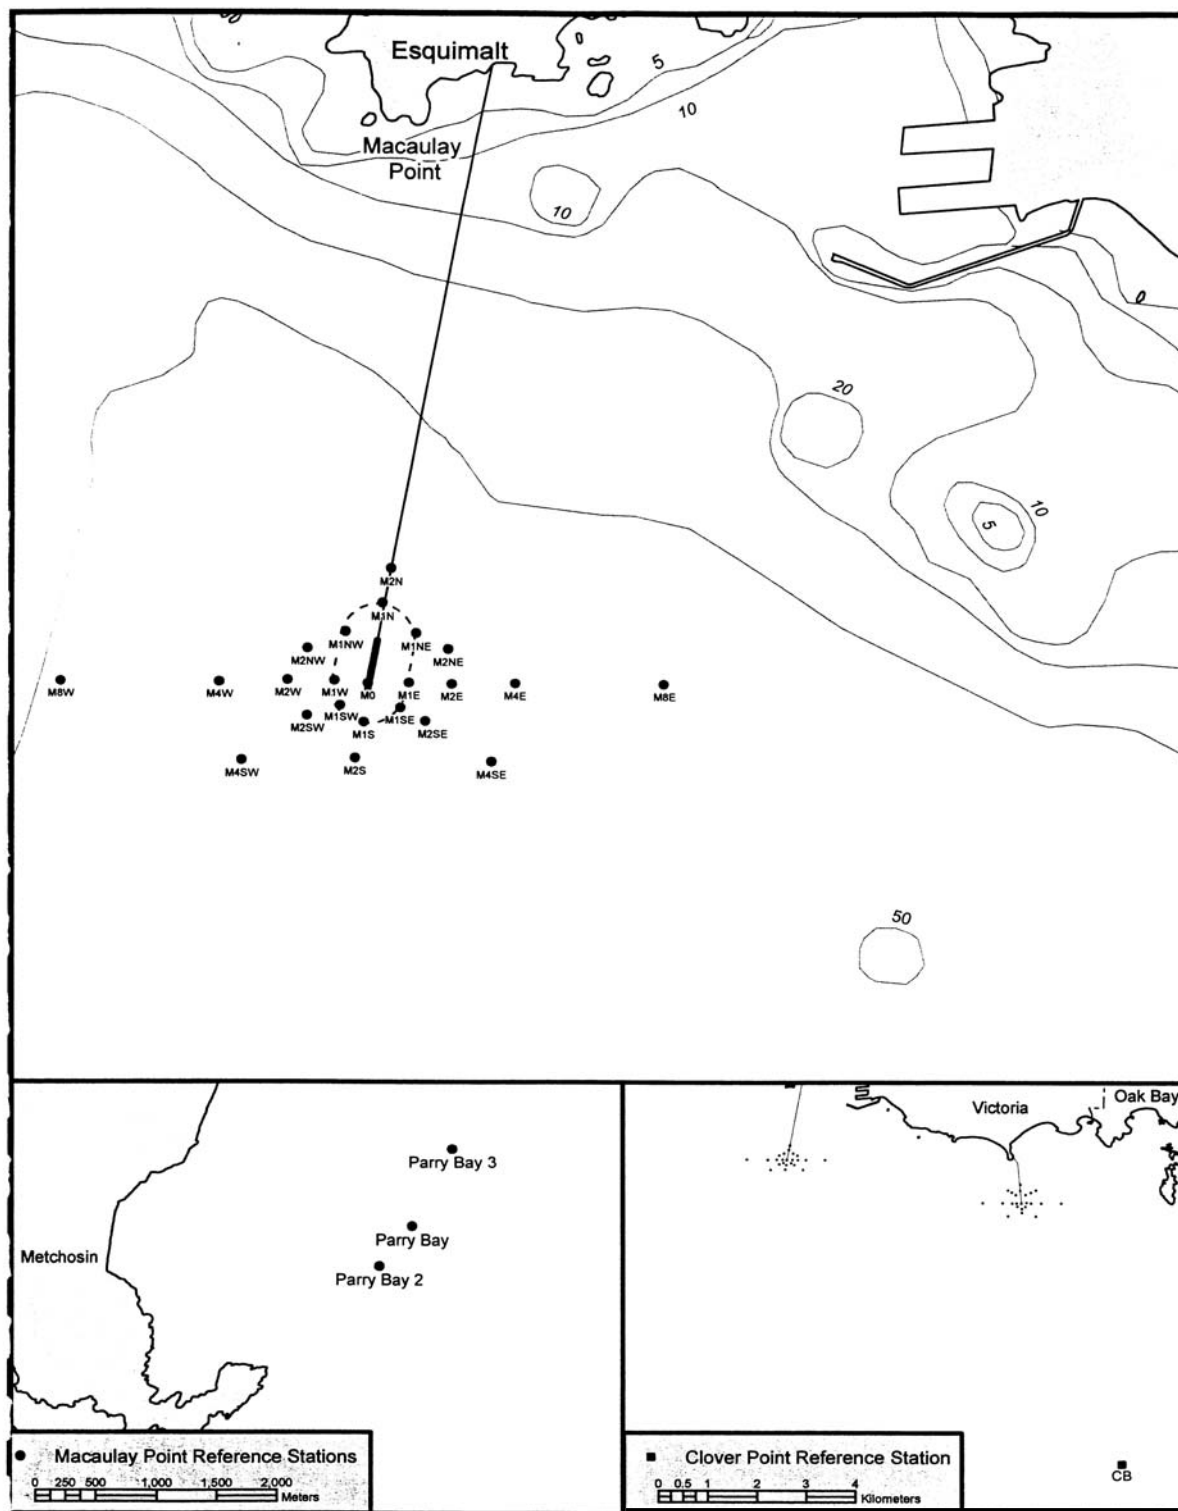 Esquimalt
5
10
Macaulay
Point
10
0
20
10
5
M2N
M1N
M1NW
M1NE
M2NW
M2NE
M8W
M4W
M2W
M1W
M0
M1E
M2E
M4E
M8E
M1SW
M1SE
M2SW
M1S
M2SE
M4SW
M2S
M4SE
50
Parry Bay 3
Parry Bay
Metchosin
Parry Bay 2
Macaulay Point Reference Stations
0 250 500 1,000 1,500 2,000
Meters
Victoria
Oak Bay
CB
Clover Point Reference Station
0 0.5 1 2 3 4
Kilometers